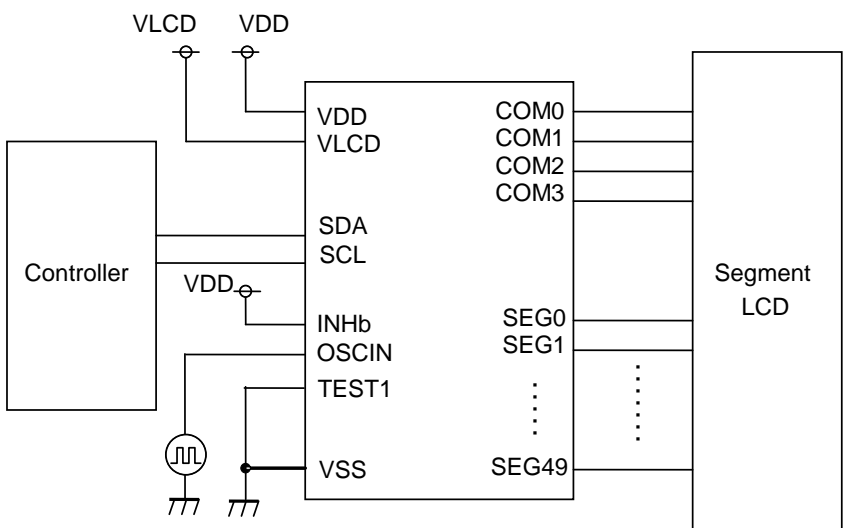 VLCD VDD
VDD
VLCD
SDA
SCL
VDD
INHb
OSCIN
TEST1
VSS
COM0
COM1
COM2
COM3
SEG0
SEG1
SEG49
Controller
Segment
LCD